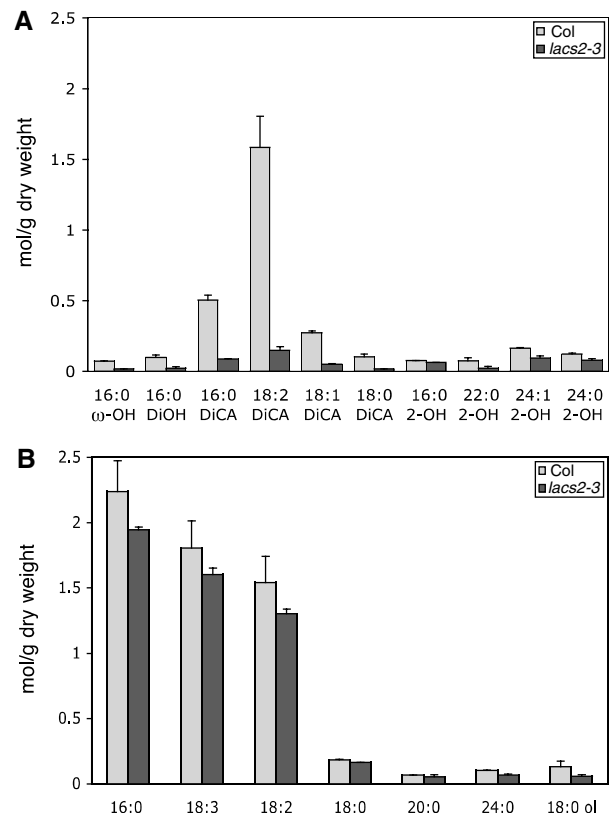 A
2.5
2
1.5
1
0.5
0
mol/g dry weight
Col
lacs2-3
16:0 16:0 16:0 18:2 18:1 18:0 16:0 22:0 24:1 24:0
ω-OH DiOH DiCA DiCA DiCA DiCA 2-OH 2-OH 2-OH 2-OH
B
2.5
2
1.5
1
0.5
0
mol/g dry weight
Col
lacs2-3
16:0 18:3 18:2 18:0 20:0 24:0 18:0 ol